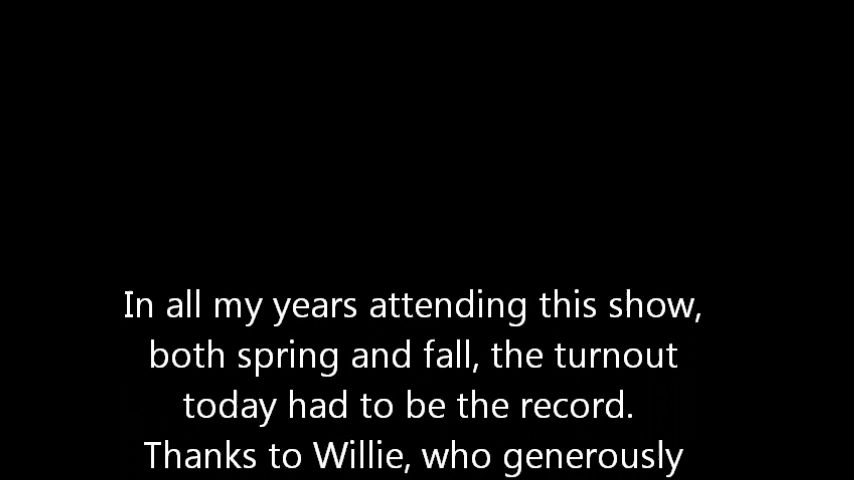 In all my years attending this show,
both spring and fall, the turnout
today had to be the record.
Thanks to Willie, who generously